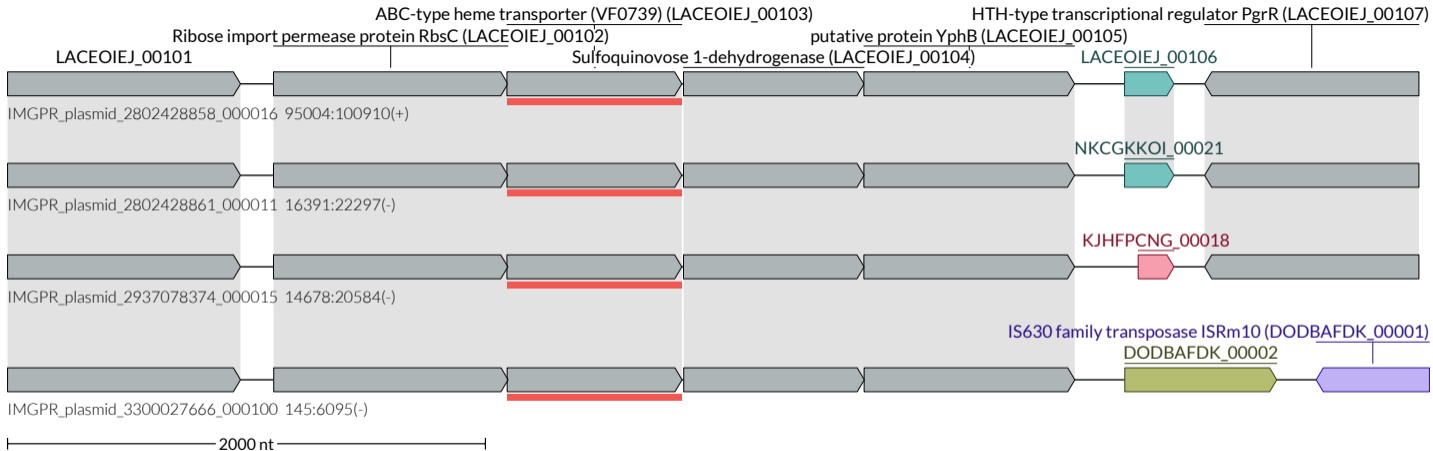 ABC-type heme transporter (VF0739) (LACEOIEJ_00103)
HTH-type transcriptional regulator PgrR (LACEOIEJ_00107)
Ribose import permease protein RbsC (LACEOIEJ_00102)
putative protein YphB (LACEOIEJ_00105)
LACEOIEJ_00101
Sulfoquinovose 1-dehydrogenase (LACEOIEJ_00104)
LACEOIEJ_00106
IMGPR_plasmid_2802428858_000016 95004:100910(+)
NKCGKKOI_00021
IMGPR_plasmid_2802428861_000011 16391:22297(-)
KJHFPCNG_00018
IMGPR_plasmid_2937078374_000015 14678:20584(-)
IS630 family transposase ISRm10 (DODBAFDK_00001)
DODBAFDK_00002
IMGPR_plasmid_3300027666_000100 145:6095(-)
2000 nt